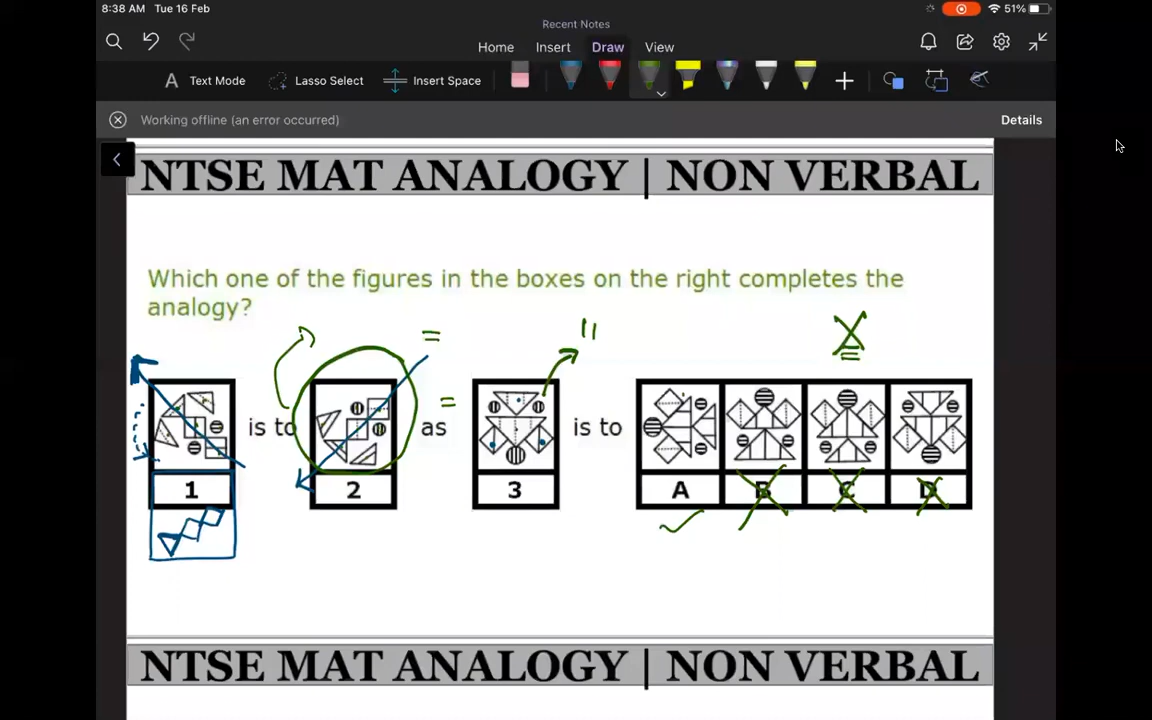 8:38 AM Tue 16 Feb
51%
Recent Notes
Home Insert Draw View
Text Mode Lasso Select Insert Space
Working offline (an error occurred) Details
NTSE MAT ANALOGY | NON VERBAL
Which one of the figures in the boxes on the right completes the
analogy?
is to as is to
1 2 3 A B C D
NTSE MAT ANALOGY | NON VERBAL